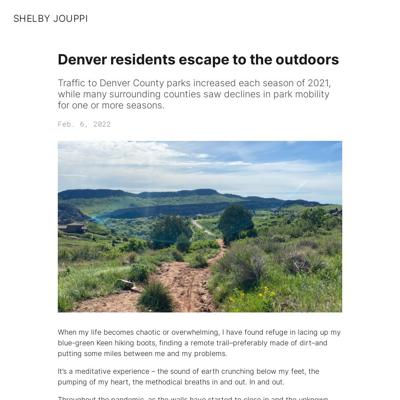 SHELBY JOUPPI
Denver residents escape to the outdoors
Traffic to Denver County parks increased each season of 2021,
while many surrounding counties saw declines in park mobility
for one or more seasons.
Feb. 6, 2022
When my life becomes chaotic or overwhelming, I have found refuge in lacing up my
blue-green Keen hiking boots, finding a remote trail–preferably made of dirt–and
putting some miles between me and my problems.
It's a meditative experience – the sound of earth crunching below my feet, the
pumping of my heart, the methodical breaths in and out. In and out.
Throughout the pandemic, as the walls have started to close in and the unknown